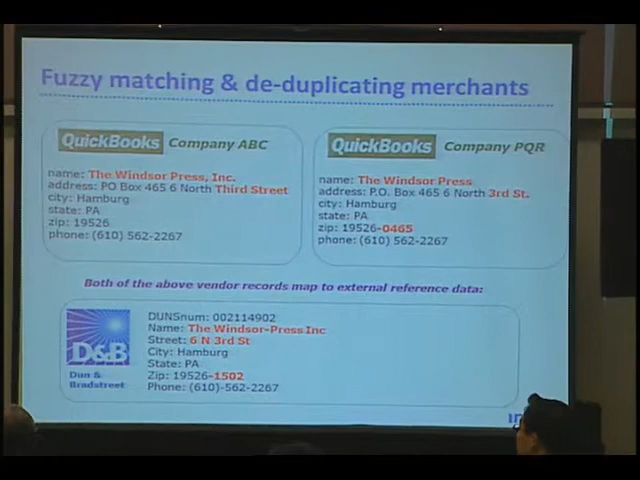 Fuzzy matching & de-duplicating merchants
QuickBooks Company ABC
name: The Windsor Press, Inc.
address: PO Box 465 6 North Third Street
city: Hamburg
state: PA
zip: 19526
phone: (610) 562-2267
QuickBooks Company PQR
name: The Windsor Press
address: P.O. Box 465 6 North 3rd St.
city: Hamburg
state: PA
zip: 19526-0465
phone: (610) 562-2267
Both of the above vendor records map to external reference data:
D&B
Dun &
Bradstreet
DUNSnum: 002114902
Name: The Windsor-Press Inc
Street: 6 N 3rd St
City: Hamburg
State: PA
Zip: 19526-1502
Phone: (610)-562-2267